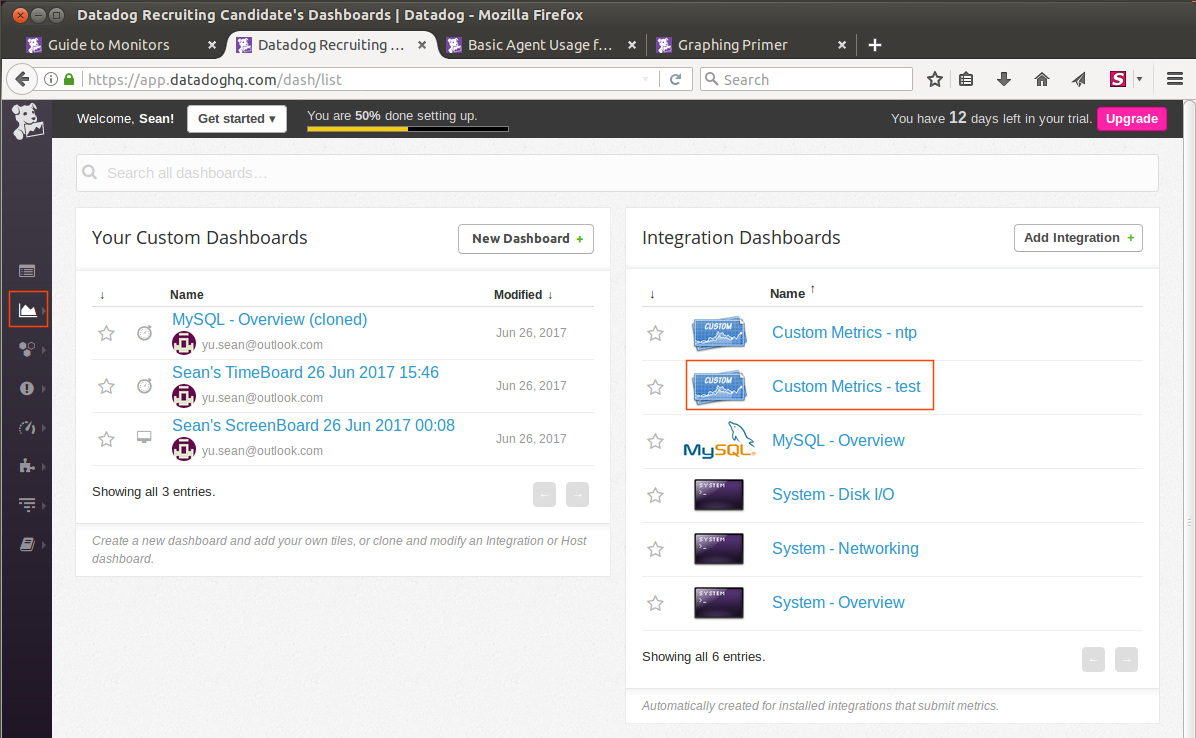 Datadog Recruiting Candidate's Dashboards | Datadog - Mozilla Firefox
Guide to Monitors
Datadog Recruiting ...
Basic Agent Usage f...
Graphing Primer
https://app.datadoghq.com/dash/list
Search
Welcome, Sean!
Get started ▾
You are 50% done setting up.
You have 12 days left in your trial.
Upgrade
Search all dashboards...
Your Custom Dashboards
New Dashboard +
↓ Name Modified ↓
MySQL - Overview (cloned)
yu.sean@outlook.com
Jun 26, 2017
Sean's TimeBoard 26 Jun 2017 15:46
yu.sean@outlook.com
Jun 26, 2017
Sean's ScreenBoard 26 Jun 2017 00:08
yu.sean@outlook.com
Jun 26, 2017
Showing all 3 entries.
← →
Create a new dashboard and add your own tiles, or clone and modify an Integration or Host
dashboard.
Integration Dashboards
Add Integration +
↓ Name ↑
CUSTOM
Custom Metrics - ntp
CUSTOM
Custom Metrics - test
MySQL
MySQL - Overview
SYSTEM
>_
System - Disk I/O
SYSTEM
>_
System - Networking
SYSTEM
>_
System - Overview
Showing all 6 entries.
← →
Automatically created for installed integrations that submit metrics.